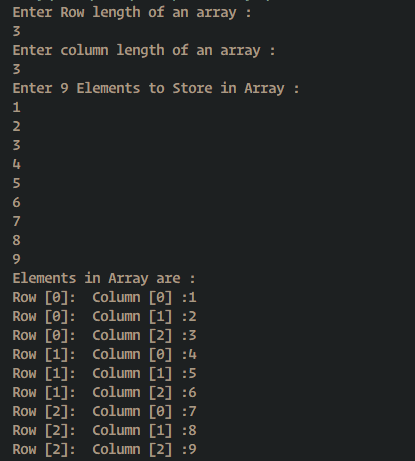 Enter Row length of an array :
3
Enter column length of an array :
3
Enter 9 Elements to Store in Array :
1
2
3
4
5
6
7
8
9
Elements in Array are :
Row [0]:  Column [0] :1
Row [0]:  Column [1] :2
Row [0]:  Column [2] :3
Row [1]:  Column [0] :4
Row [1]:  Column [1] :5
Row [1]:  Column [2] :6
Row [2]:  Column [0] :7
Row [2]:  Column [1] :8
Row [2]:  Column [2] :9